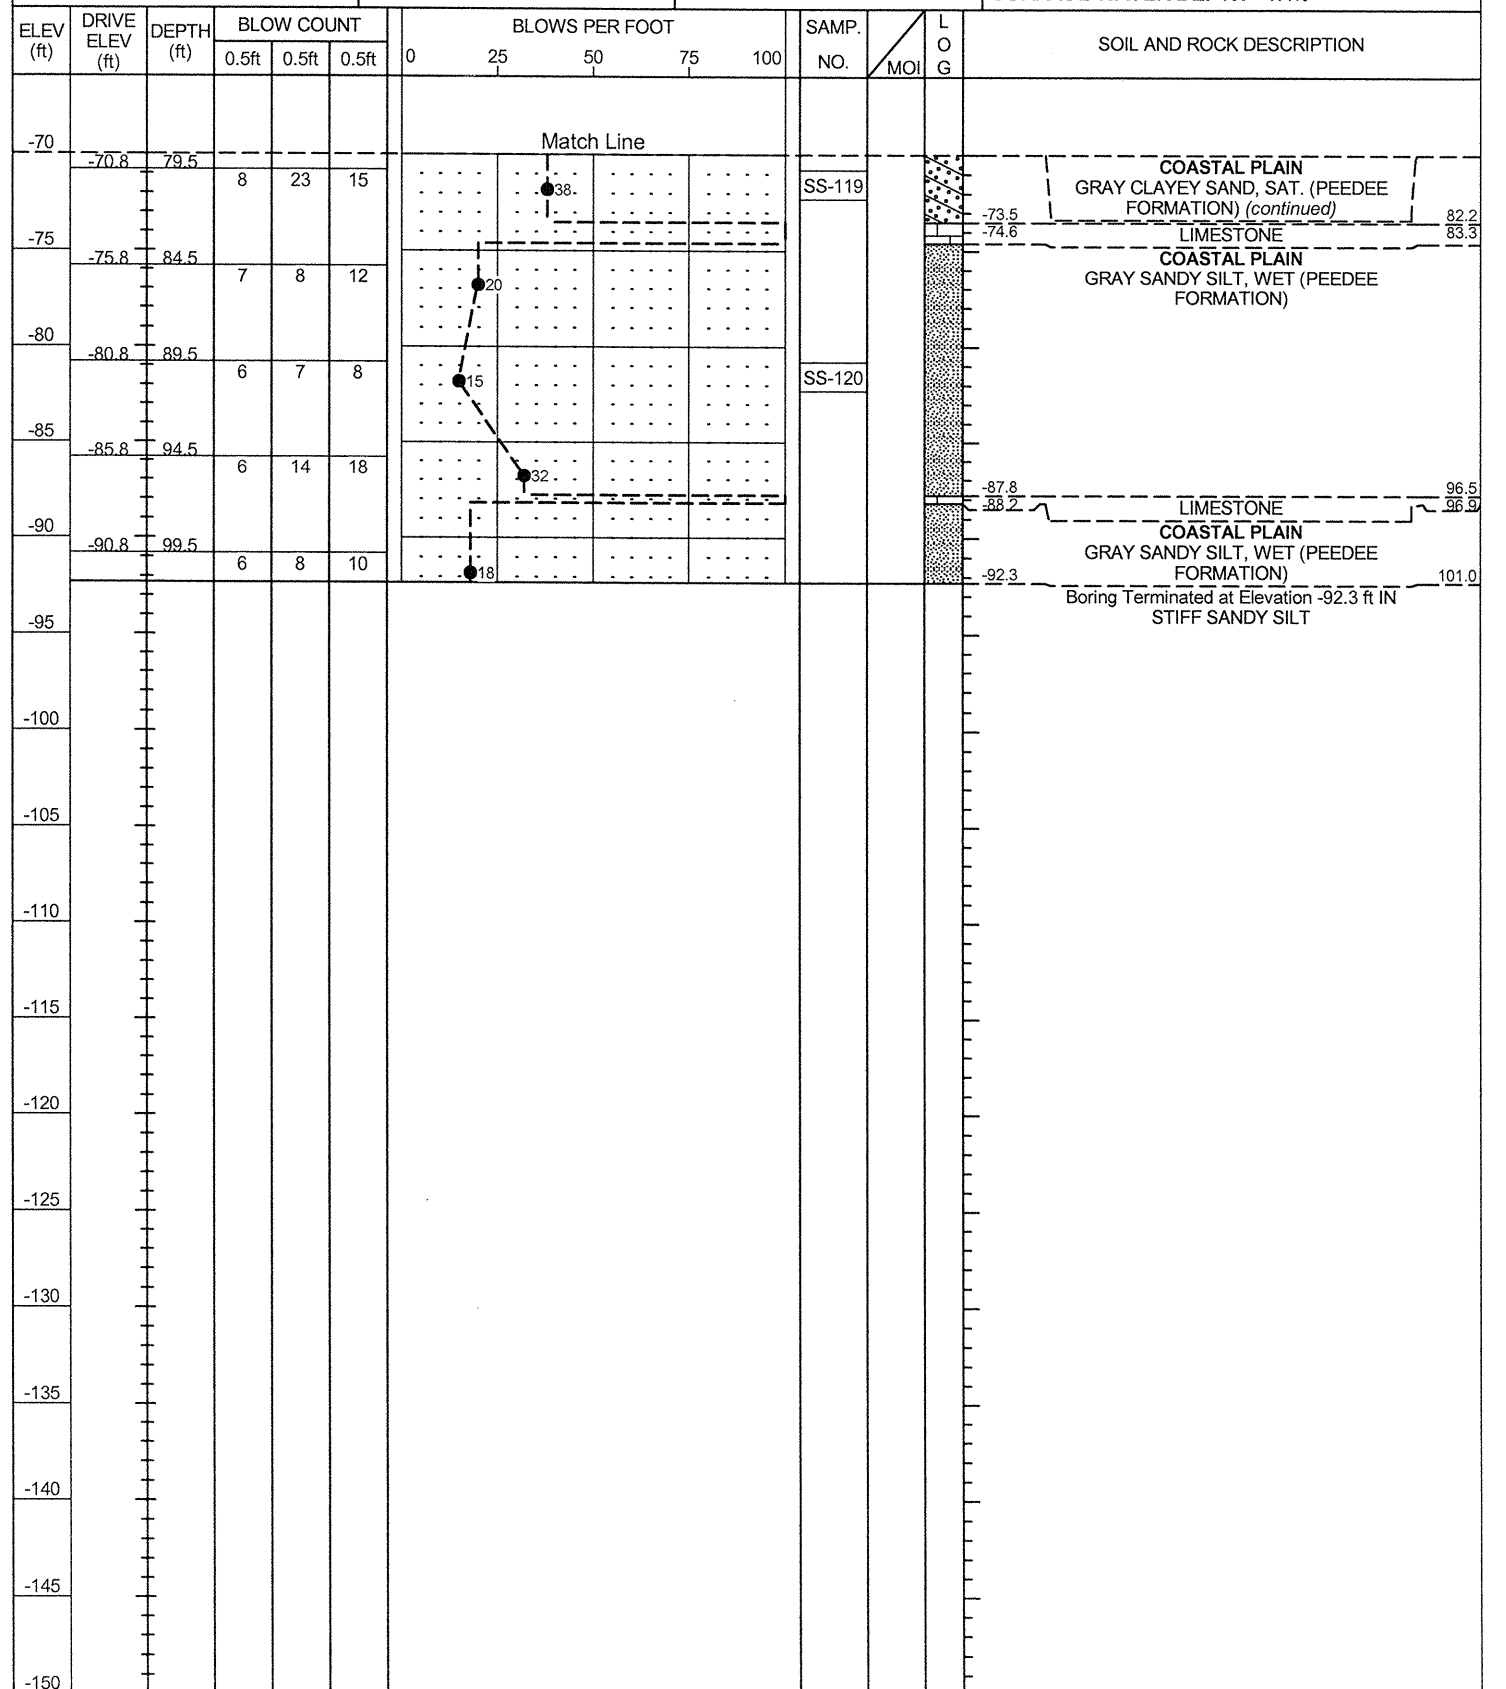 ELEV (ft) DRIVE ELEV (ft) DEPTH (ft) BLOW COUNT BLOWS PER FOOT SAMP. NO. MOI LOG SOIL AND ROCK DESCRIPTION
0.5ft 0.5ft 0.5ft 0 25 50 75 100
Match Line
-70
-70.8 79.5
8 23 15 38 SS-119
COASTAL PLAIN
GRAY CLAYEY SAND, SAT. (PEEDEE
FORMATION) (continued)
-73.5 82.2
-74.6 LIMESTONE 83.3
-75
-75.8 84.5
7 8 12 20
COASTAL PLAIN
GRAY SANDY SILT, WET (PEEDEE
FORMATION)
-80
-80.8 89.5
6 7 8 15 SS-120
-85
-85.8 94.5
6 14 18 32
-87.8 96.5
-88.2 LIMESTONE 96.9
-90
-90.8 99.5
6 8 10 18
COASTAL PLAIN
GRAY SANDY SILT, WET (PEEDEE
FORMATION)
-92.3 101.0
Boring Terminated at Elevation -92.3 ft IN
STIFF SANDY SILT
-95
-100
-105
-110
-115
-120
-125
-130
-135
-140
-145
-150